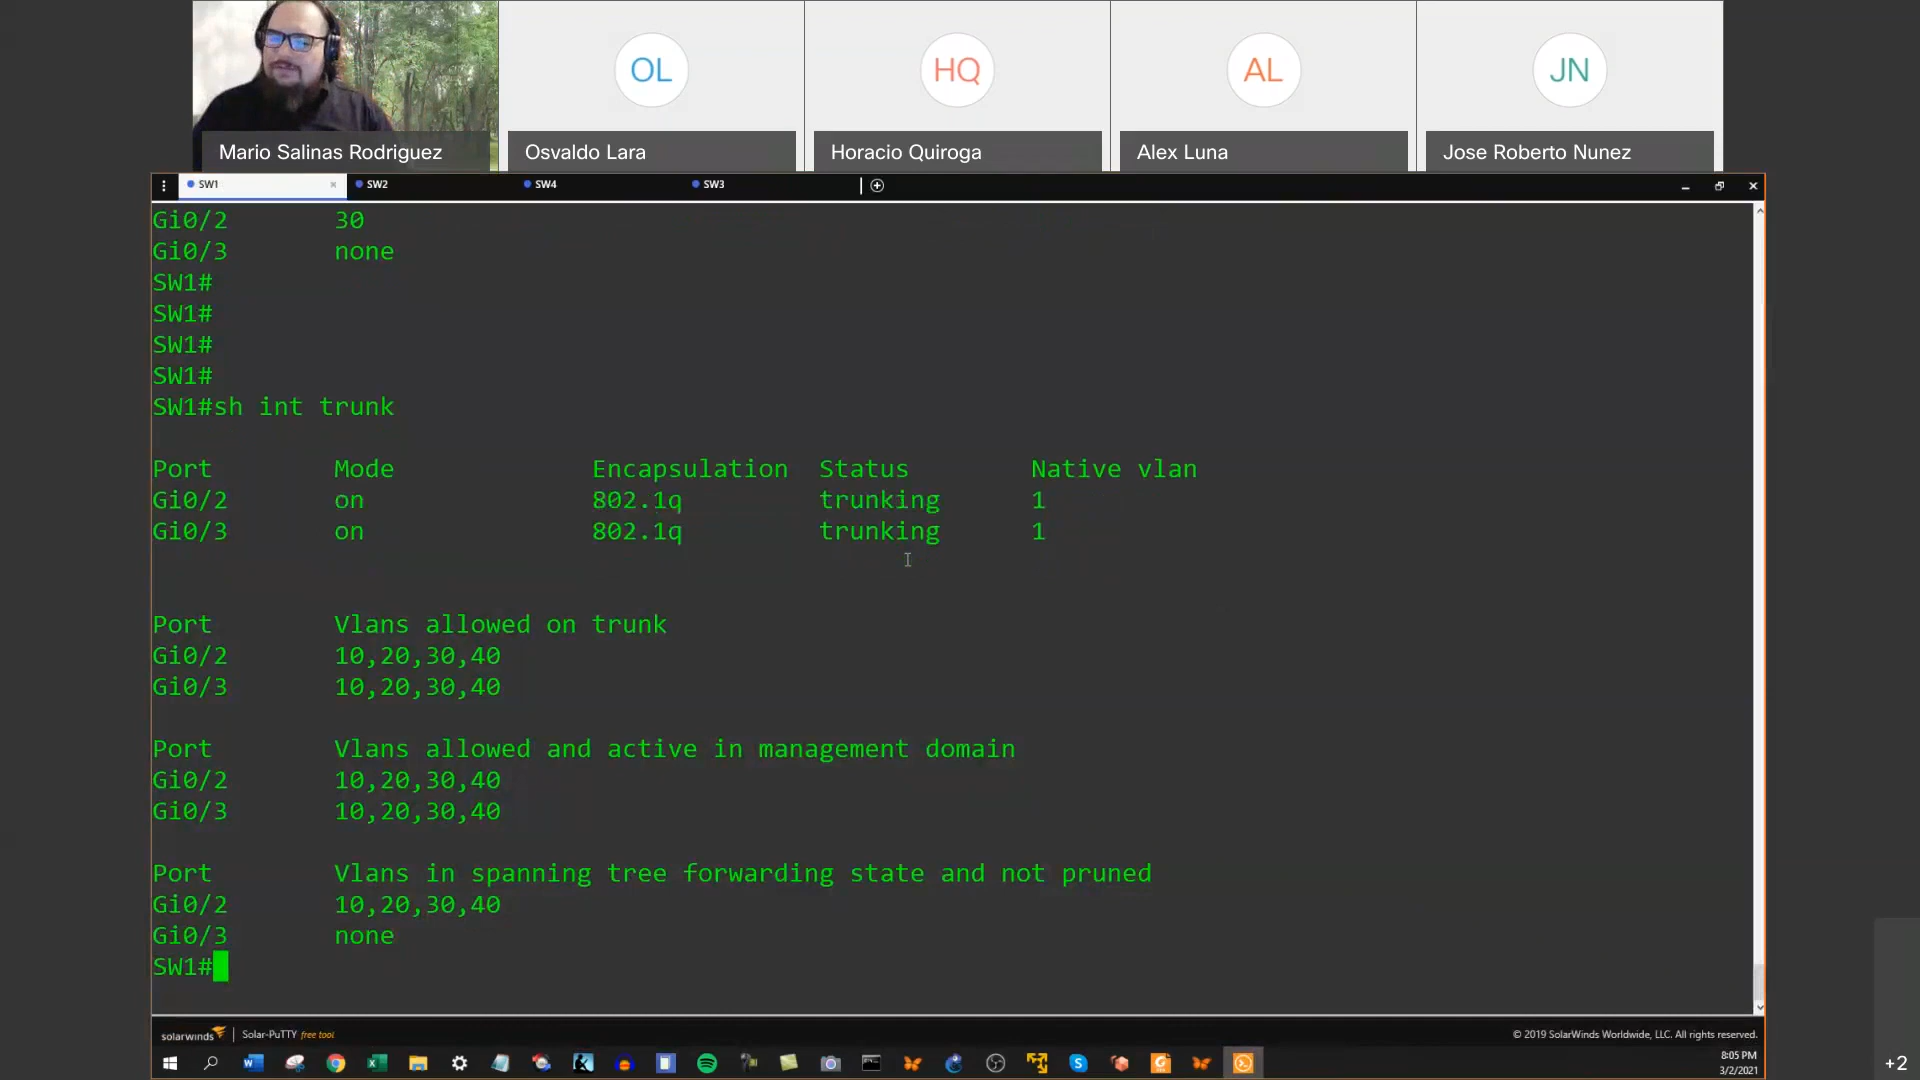 OL
HQ
AL
JN
Mario Salinas Rodriguez
Osvaldo Lara
Horacio Quiroga
Alex Luna
Jose Roberto Nunez
SW1
SW2
SW4
SW3
Gi0/2 30
Gi0/3 none
SW1#
SW1#
SW1#
SW1#
SW1#sh int trunk
Port Mode Encapsulation Status Native vlan
Gi0/2 on 802.1q trunking 1
Gi0/3 on 802.1q trunking 1
Port Vlans allowed on trunk
Gi0/2 10,20,30,40
Gi0/3 10,20,30,40
Port Vlans allowed and active in management domain
Gi0/2 10,20,30,40
Gi0/3 10,20,30,40
Port Vlans in spanning tree forwarding state and not pruned
Gi0/2 10,20,30,40
Gi0/3 none
SW1#
solarwinds Solar-PuTTY free tool
© 2019 SolarWinds Worldwide, LLC. All rights reserved.
8:05 PM
3/2/2021
+2